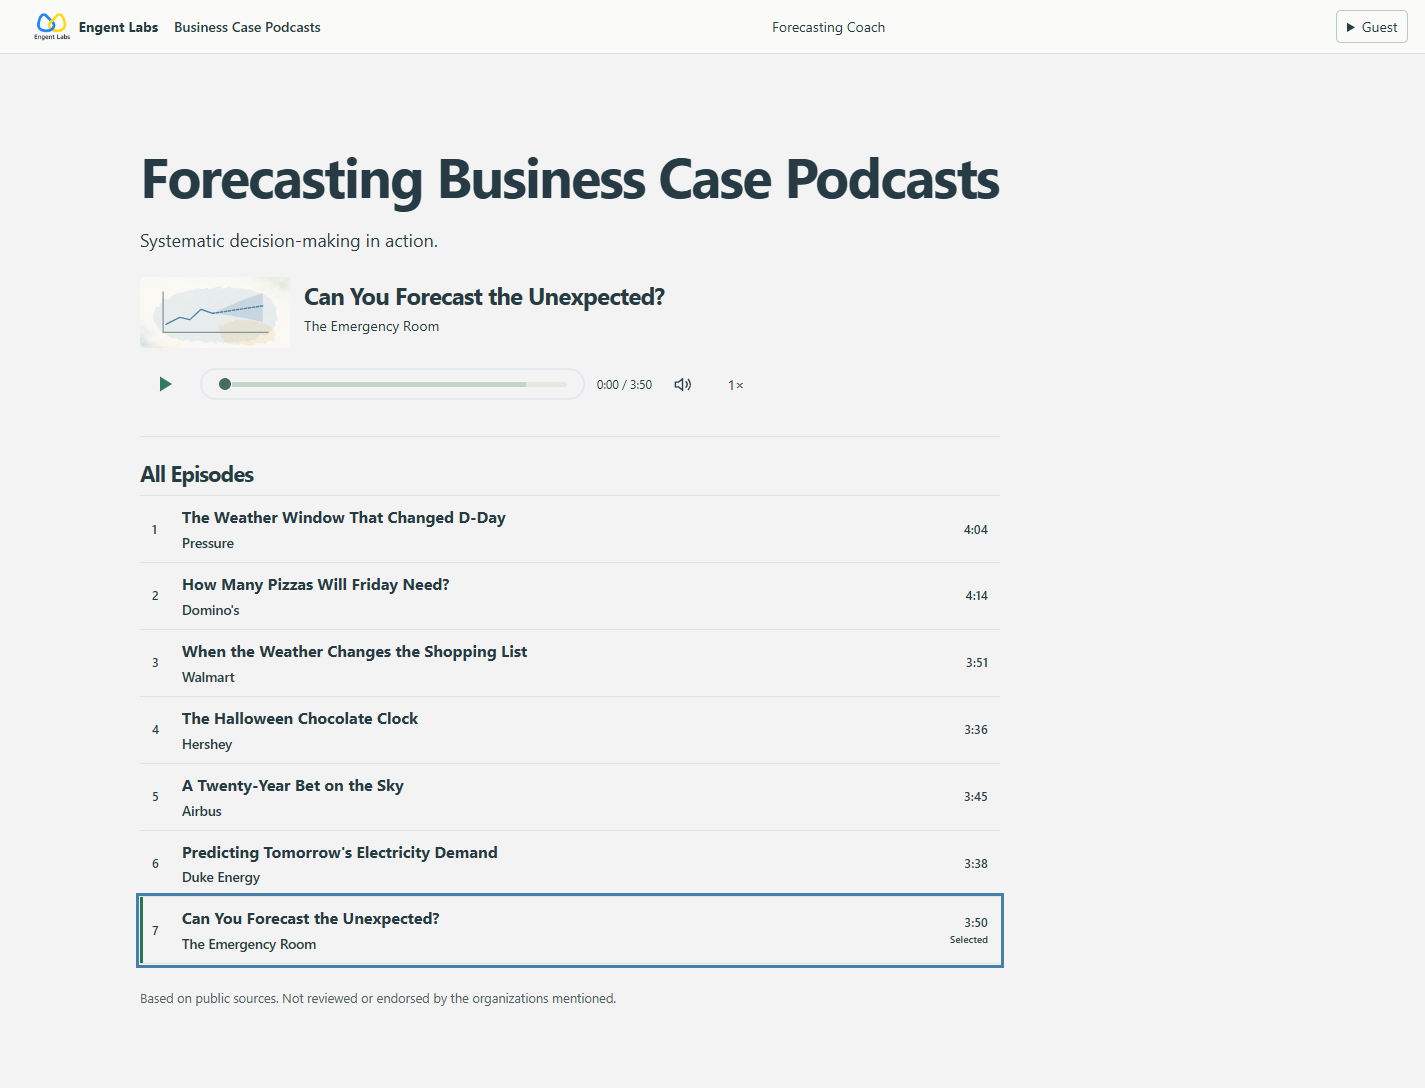 Engent Labs
Engent Labs
Business Case Podcasts
Forecasting Coach
Guest
Forecasting Business Case Podcasts
Systematic decision-making in action.
Can You Forecast the Unexpected?
The Emergency Room
0:00 / 3:50
1×
All Episodes
1
The Weather Window That Changed D-Day
Pressure
4:04
2
How Many Pizzas Will Friday Need?
Domino's
4:14
3
When the Weather Changes the Shopping List
Walmart
3:51
4
The Halloween Chocolate Clock
Hershey
3:36
5
A Twenty-Year Bet on the Sky
Airbus
3:45
6
Predicting Tomorrow's Electricity Demand
Duke Energy
3:38
7
Can You Forecast the Unexpected?
The Emergency Room
3:50
Selected
Based on public sources. Not reviewed or endorsed by the organizations mentioned.